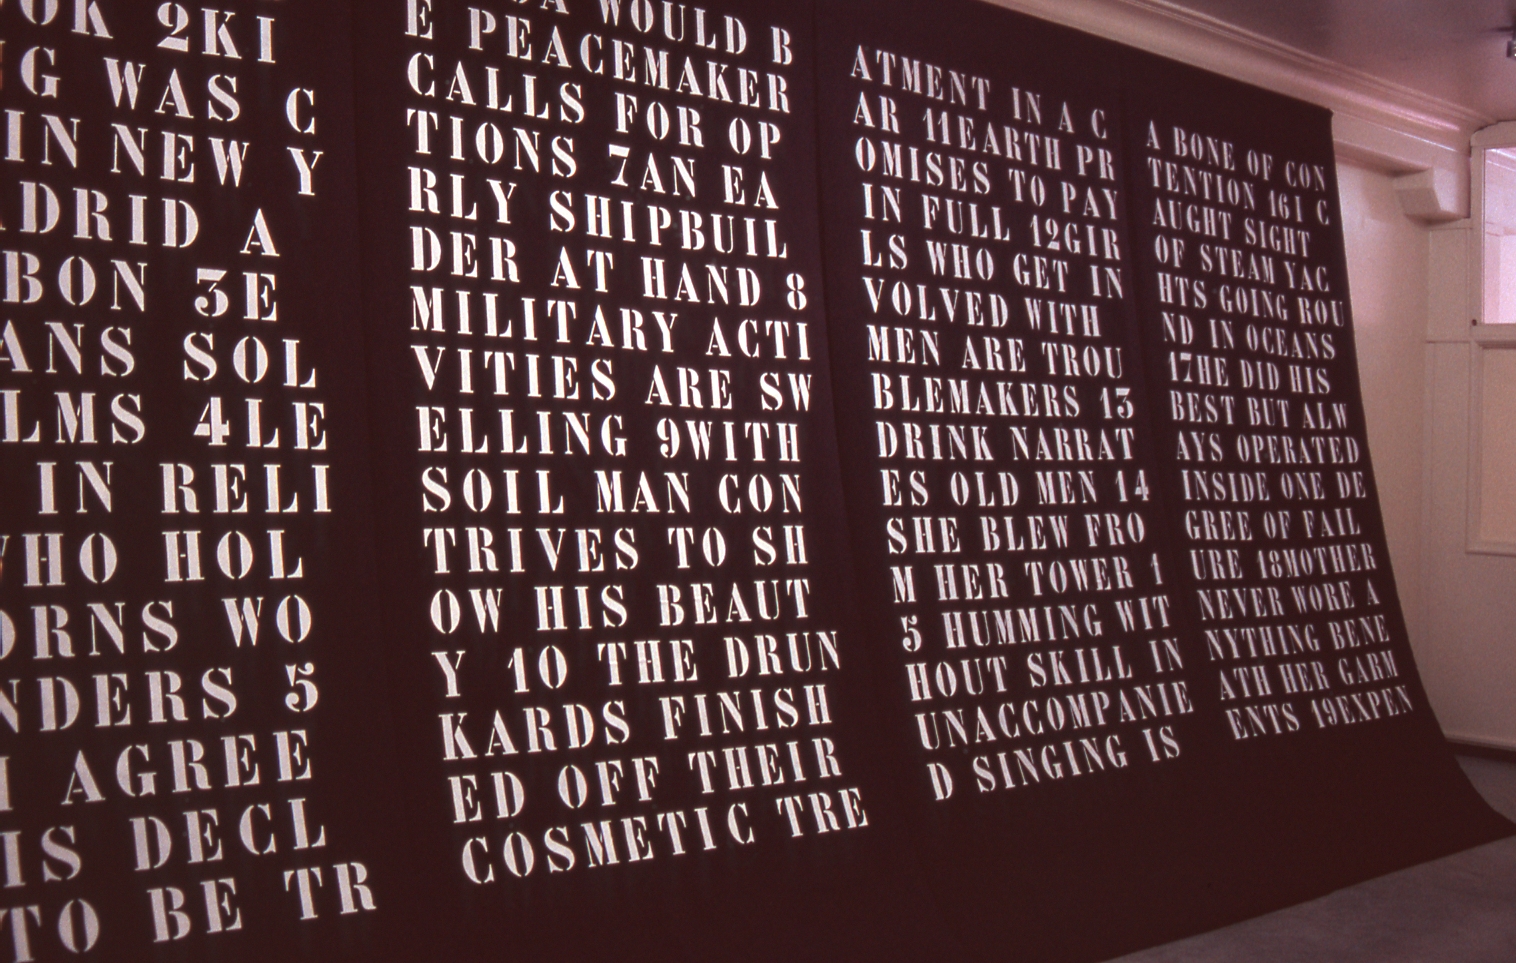 OK 2KI
G WAS C
IN NEW Y
DRID A
BON 3E
ANS SOL
LMS 4LE
IN RELI
HO HOL
ORNS WO
NDERS 5
AGREE
IS DECL
TO BE TR
A WOULD B
E PEACEMAKER
CALLS FOR OP
TIONS 7AN EA
RLY SHIPBUIL
DER AT HAND 8
MILITARY ACTI
VITIES ARE SW
ELLING 9WITH
SOIL MAN CON
TRIVES TO SH
OW HIS BEAUT
Y 10 THE DRUN
KARDS FINISH
ED OFF THEIR
COSMETIC TRE
ATMENT IN A C
AR 11EARTH PR
OMISES TO PAY
IN FULL 12GIR
LS WHO GET IN
VOLVED WITH
MEN ARE TROU
BLEMAKERS 13
DRINK NARRAT
ES OLD MEN 14
SHE BLEW FRO
M HER TOWER 1
5 HUMMING WIT
HOUT SKILL IN
UNACCOMPANIE
D SINGING IS
A BONE OF CON
TENTION 16I C
AUGHT SIGHT
OF STEAM YAC
HTS GOING ROU
ND IN OCEANS
17HE DID HIS
BEST BUT ALW
AYS OPERATED
INSIDE ONE DE
GREE OF FAIL
URE 18MOTHER
NEVER WORE A
NYTHING BENE
ATH HER GARM
ENTS 19EXPEN